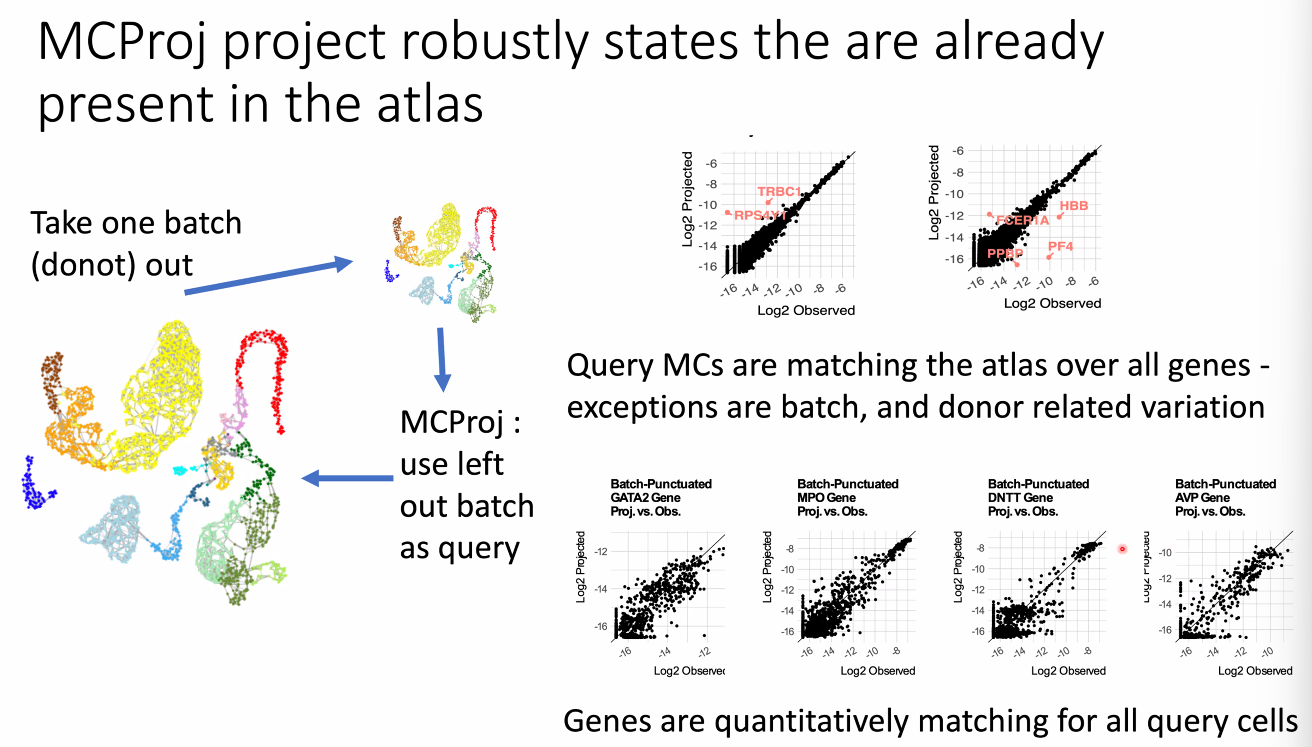 MCProj project robustly states the are already
present in the atlas
Take one batch
(donot) out
MCProj :
use left
out batch
as query
Log2 Projected
-6
-8
-10
-12
-14
-16
TRBC1
RPS4Y1
-16 -14 -12 -10 -8 -6
Log2 Observed
Log2 Projected
-6
-8
-10
-12
-14
-16
FCER1A
HBB
PPBP
PF4
-16 -14 -12 -10 -8 -6
Log2 Observed
Query MCs are matching the atlas over all genes -
exceptions are batch, and donor related variation
Batch-Punctuated
GATA2 Gene
Proj. vs. Obs.
Log2 Projected
-12
-14
-16
-16 -14 -12
Log2 Observed
Batch-Punctuated
MPO Gene
Proj. vs. Obs.
Log2 Projected
-8
-10
-12
-14
-16
-16 -14 -12 -10 -8
Log2 Observed
Batch-Punctuated
DNTT Gene
Proj. vs. Obs.
Log2 Projected
-8
-10
-12
-14
-16
-16 -14 -12 -10 -8
Log2 Observed
Batch-Punctuated
AVP Gene
Proj. vs. Obs.
Log2 Projected
-10
-12
-14
-16
-16 -14 -12 -10
Log2 Observed
Genes are quantitatively matching for all query cells